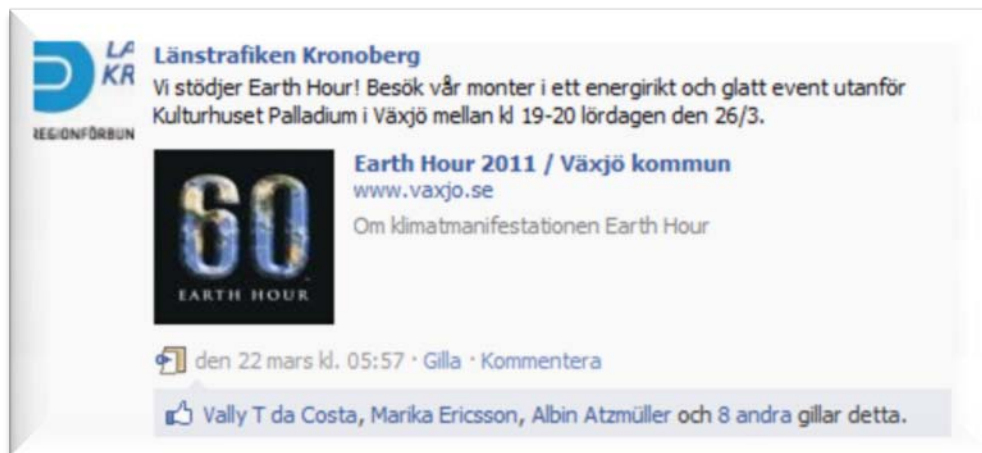 LA
KR
REGIONFÖRBUN
Länstrafiken Kronoberg
Vi stödjer Earth Hour! Besök vår monter i ett energirikt och glatt event utanför
Kulturhuset Palladium i Växjö mellan kl 19-20 lördagen den 26/3.
60
EARTH HOUR
Earth Hour 2011 / Växjö kommun
www.vaxjo.se
Om klimatmanifestationen Earth Hour
den 22 mars kl. 05:57 · Gilla · Kommentera
Vally T da Costa, Marika Ericsson, Albin Atzmüller och 8 andra gillar detta.